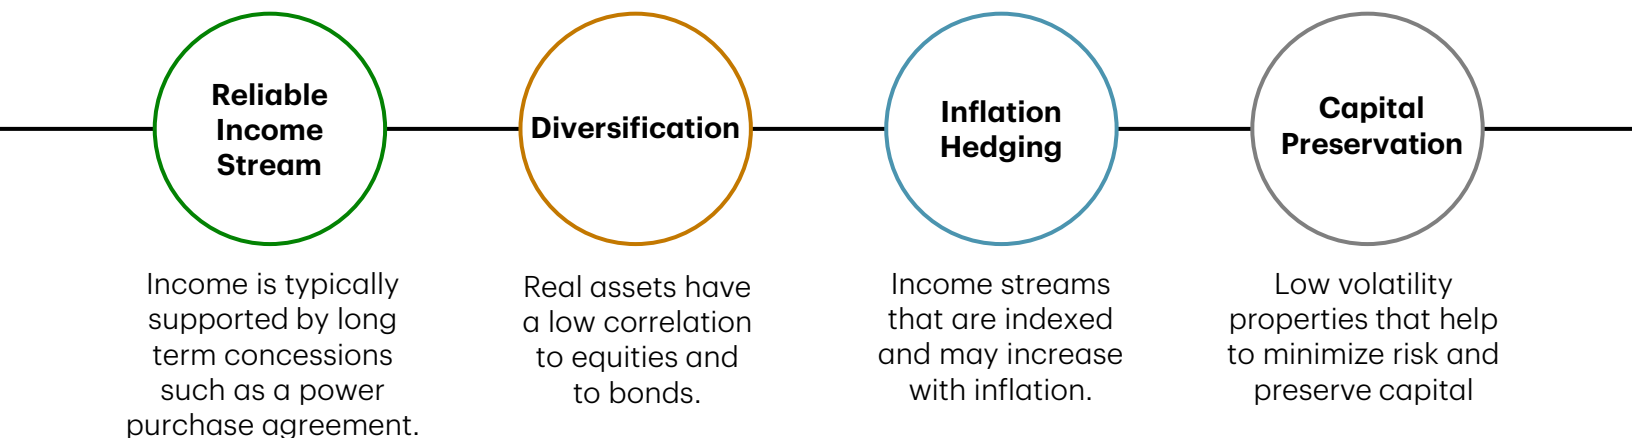 Reliable
Income
Stream
Income is typically
supported by long
term concessions
such as a power
purchase agreement.
Diversification
Real assets have
a low correlation
to equities and
to bonds.
Inflation
Hedging
Income streams
that are indexed
and may increase
with inflation.
Capital
Preservation
Low volatility
properties that help
to minimize risk and
preserve capital